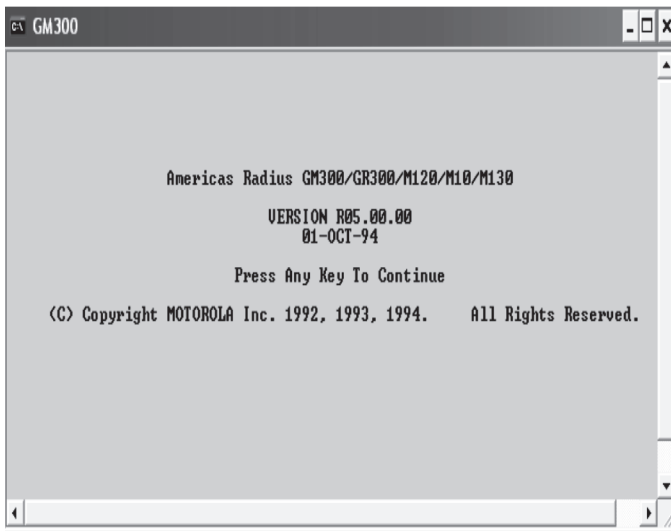 GM300
Americas Radius GM300/GR300/M120/M10/M130
VERSION R05.00.00
01-OCT-94
Press Any Key To Continue
(C) Copyright MOTOROLA Inc. 1992, 1993, 1994. All Rights Reserved.